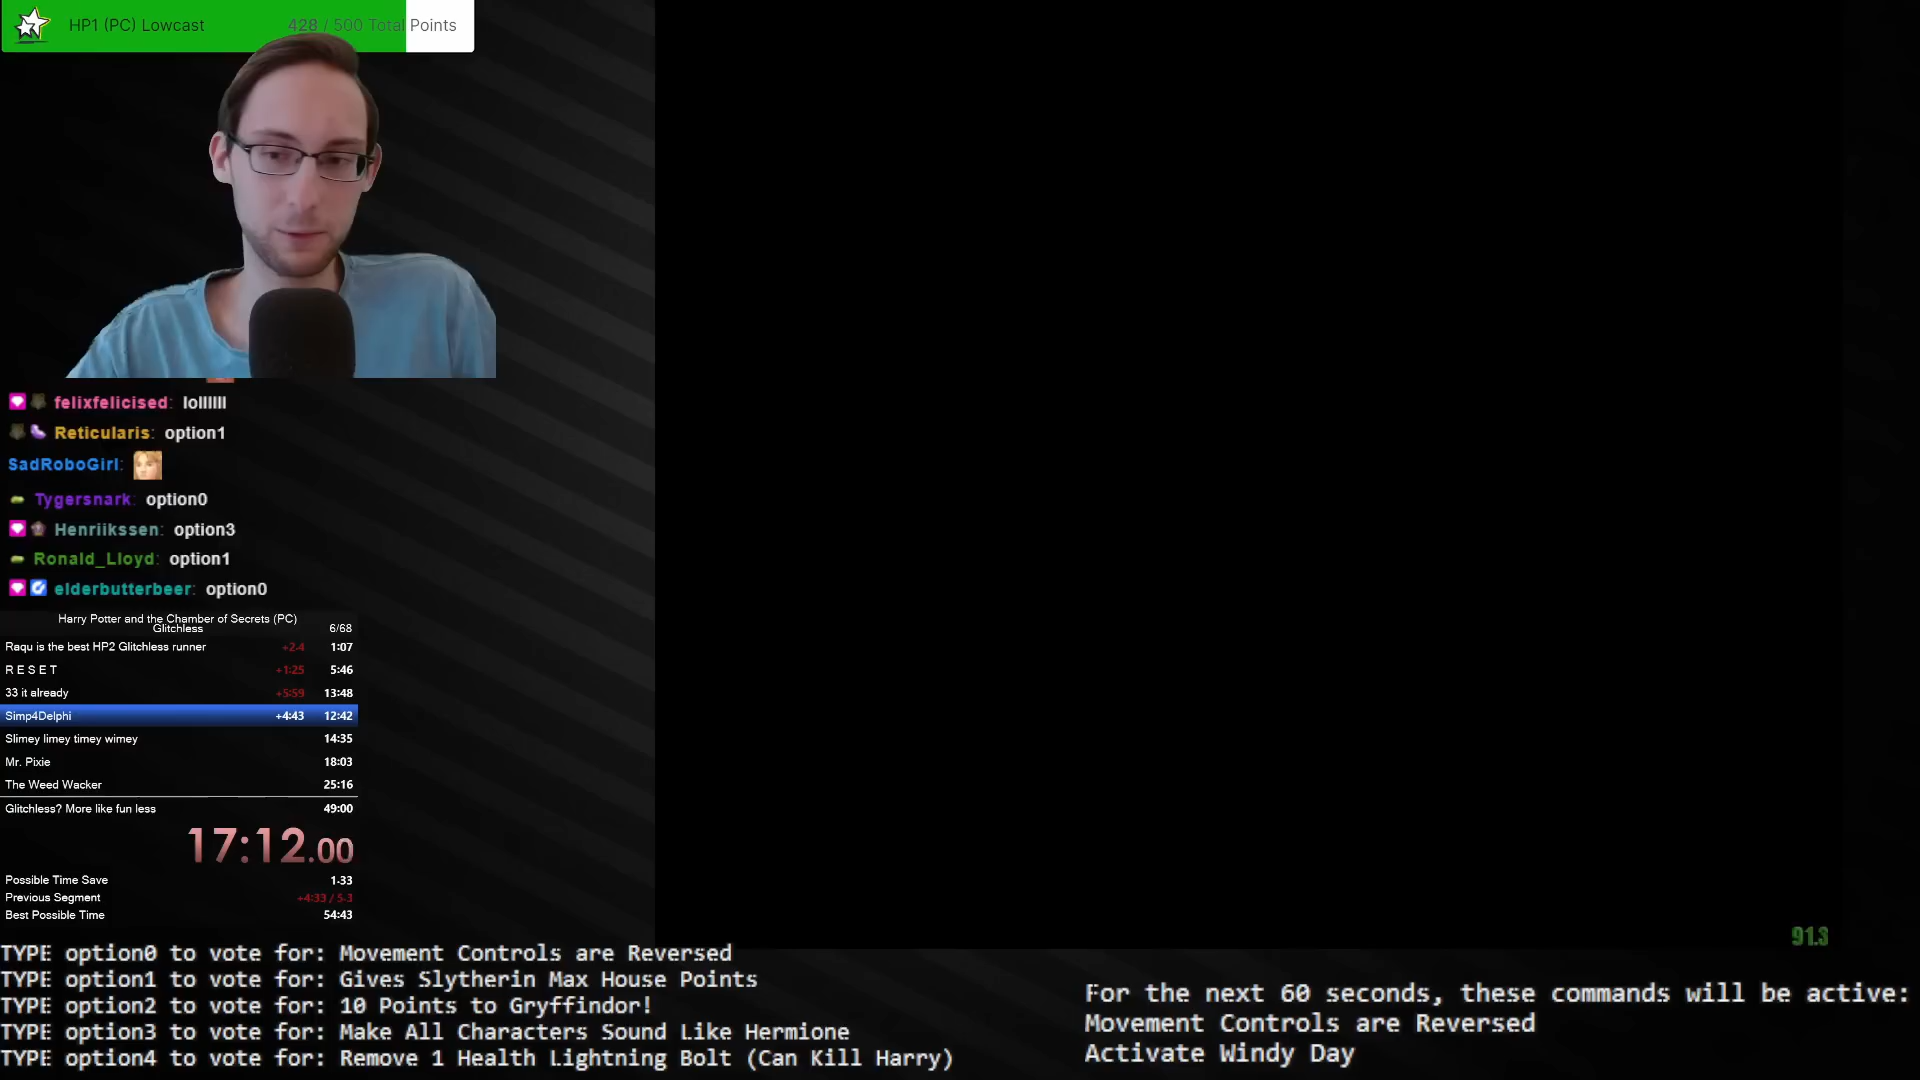 HP1 (PC) Lowcast 428 / 500 Total Points
felixfelicised: lollllll
Reticularis: option1
SadRoboGirl:
Tygersnark: option0
Henriikssen: option3
Ronald_Lloyd: option1
elderbutterbeer: option0
Harry Potter and the Chamber of Secrets (PC)
Glitchless 6/68
Raqu is the best HP2 Glitchless runner +2.4 1:07
R E S E T +1:25 5:46
33 it already +5:59 13:48
Simp4Delphi +4:43 12:42
Slimey limey timey wimey 14:35
Mr. Pixie 18:03
The Weed Wacker 25:16
Glitchless? More like fun less 49:00
17:12.00
Possible Time Save 1.33
Previous Segment +4:33 / 5.3
Best Possible Time 54:43
91.3
TYPE option0 to vote for: Movement Controls are Reversed
TYPE option1 to vote for: Gives Slytherin Max House Points
TYPE option2 to vote for: 10 Points to Gryffindor!
TYPE option3 to vote for: Make All Characters Sound Like Hermione
TYPE option4 to vote for: Remove 1 Health Lightning Bolt (Can Kill Harry)
For the next 60 seconds, these commands will be active:
Movement Controls are Reversed
Activate Windy Day